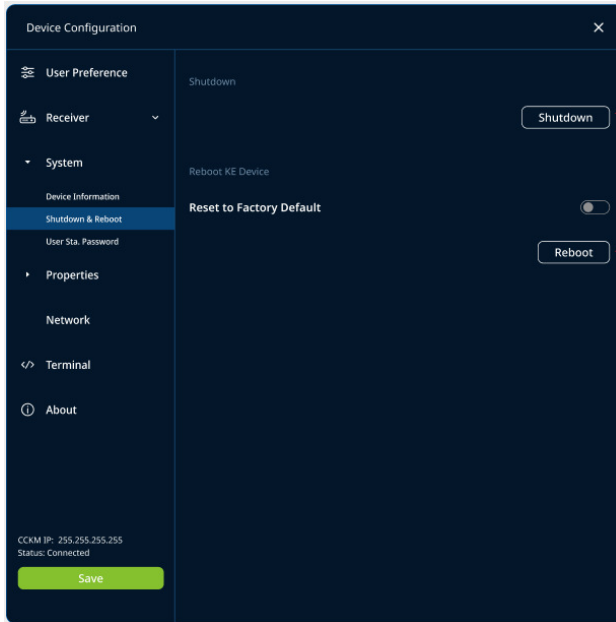 Device Configuration
User Preference
Receiver
System
Device Information
Shutdown & Reboot
User Sta. Password
Properties
Network
Terminal
About
CCKM IP: 255.255.255.255
Status: Connected
Save
Shutdown
Shutdown
Reboot KE Device
Reset to Factory Default
Reboot